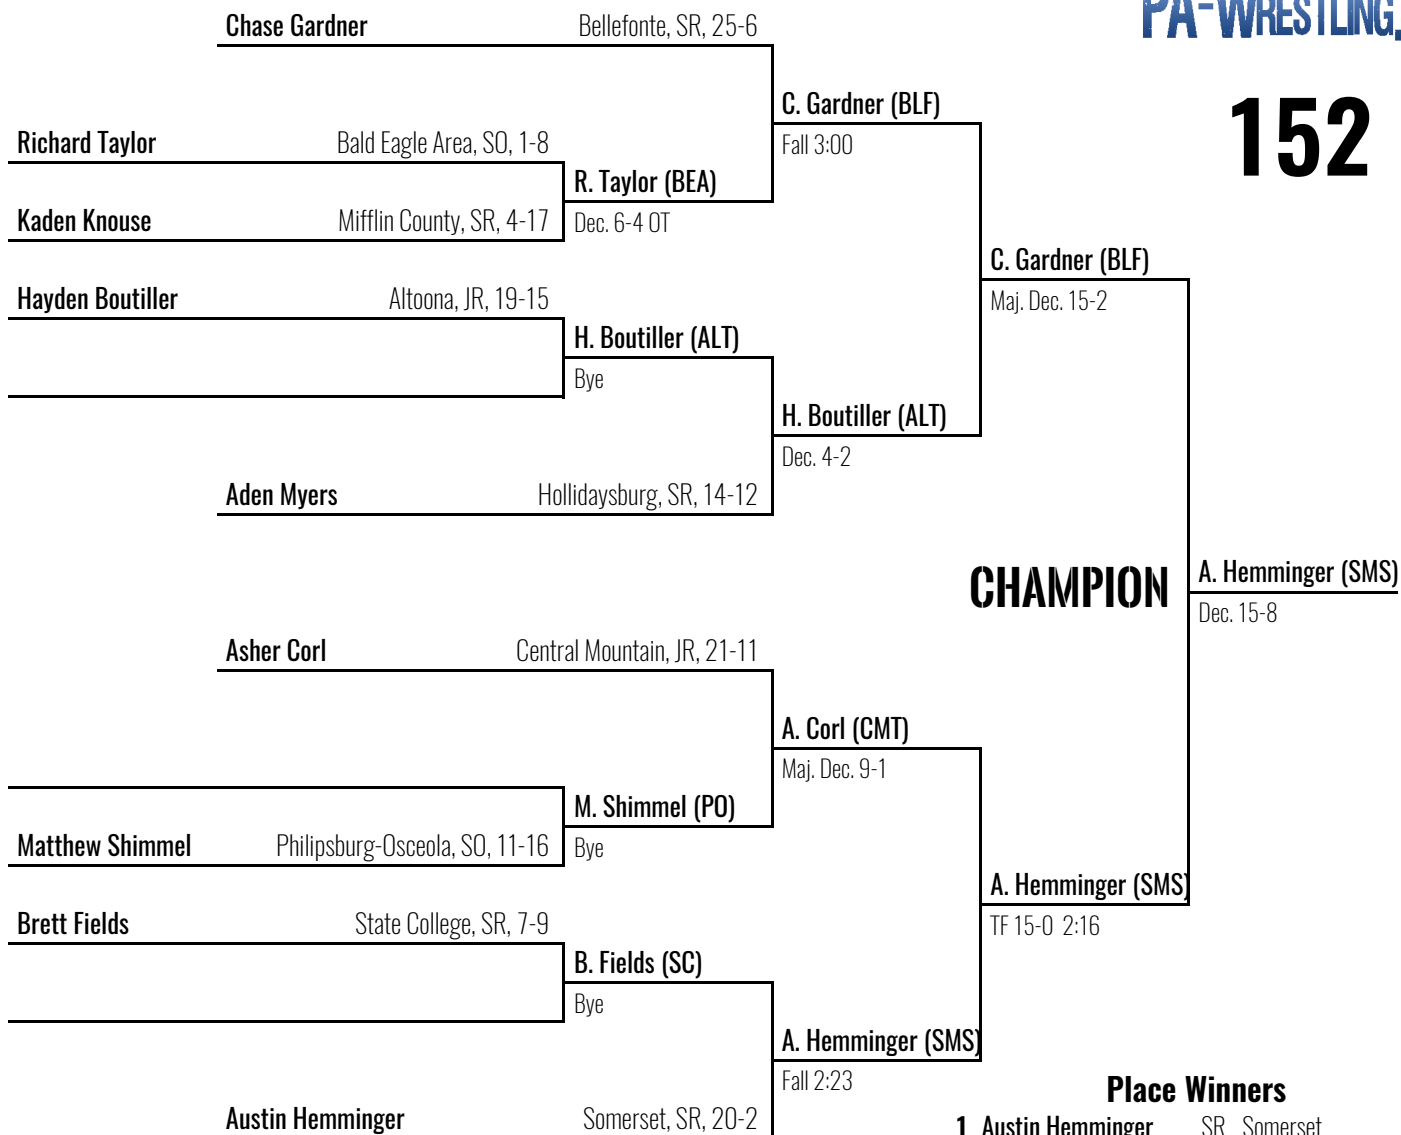 PA-WRESTLING.
152
Chase Gardner Bellefonte, SR, 25-6
C. Gardner (BLF)
Fall 3:00
Richard Taylor Bald Eagle Area, SO, 1-8
R. Taylor (BEA)
Dec. 6-4 OT
Kaden Knouse Mifflin County, SR, 4-17
C. Gardner (BLF)
Maj. Dec. 15-2
Hayden Boutiller Altoona, JR, 19-15
H. Boutiller (ALT)
Bye
H. Boutiller (ALT)
Dec. 4-2
Aden Myers Hollidaysburg, SR, 14-12
CHAMPION
A. Hemminger (SMS)
Dec. 15-8
Asher Corl Central Mountain, JR, 21-11
A. Corl (CMT)
Maj. Dec. 9-1
M. Shimmel (PO)
Bye
Matthew Shimmel Philipsburg-Osceola, SO, 11-16
A. Hemminger (SMS)
TF 15-0 2:16
Brett Fields State College, SR, 7-9
B. Fields (SC)
Bye
A. Hemminger (SMS)
Fall 2:23
Austin Hemminger Somerset, SR, 20-2
Place Winners
1 Austin Hemminger SR Somerset